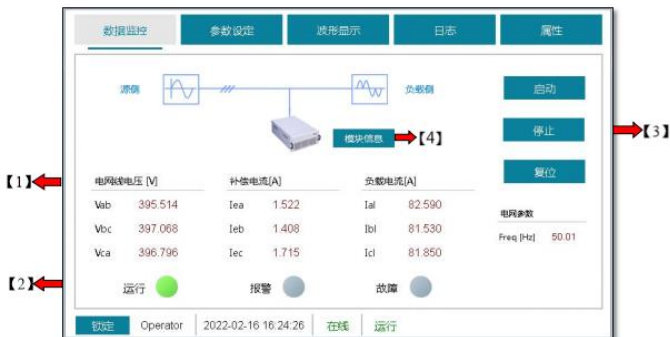 数据监控 参数设定 波形显示 日志 属性
源侧 负载侧 启动
模块信息 【4】 停止 【3】
复位
【1】
电网线电压 [V] 补偿电流[A] 负载电流[A]
Vab 395.514 Iea 1.522 Ial 82.590 电网参数
Vbc 397.068 Ieb 1.408 Ibl 81.530 Freq [Hz] 50.01
Vca 396.796 Iec 1.715 Icl 81.850
【2】 运行 报警 故障
锁定 Operator 2022-02-16 16:24:26 在线 运行